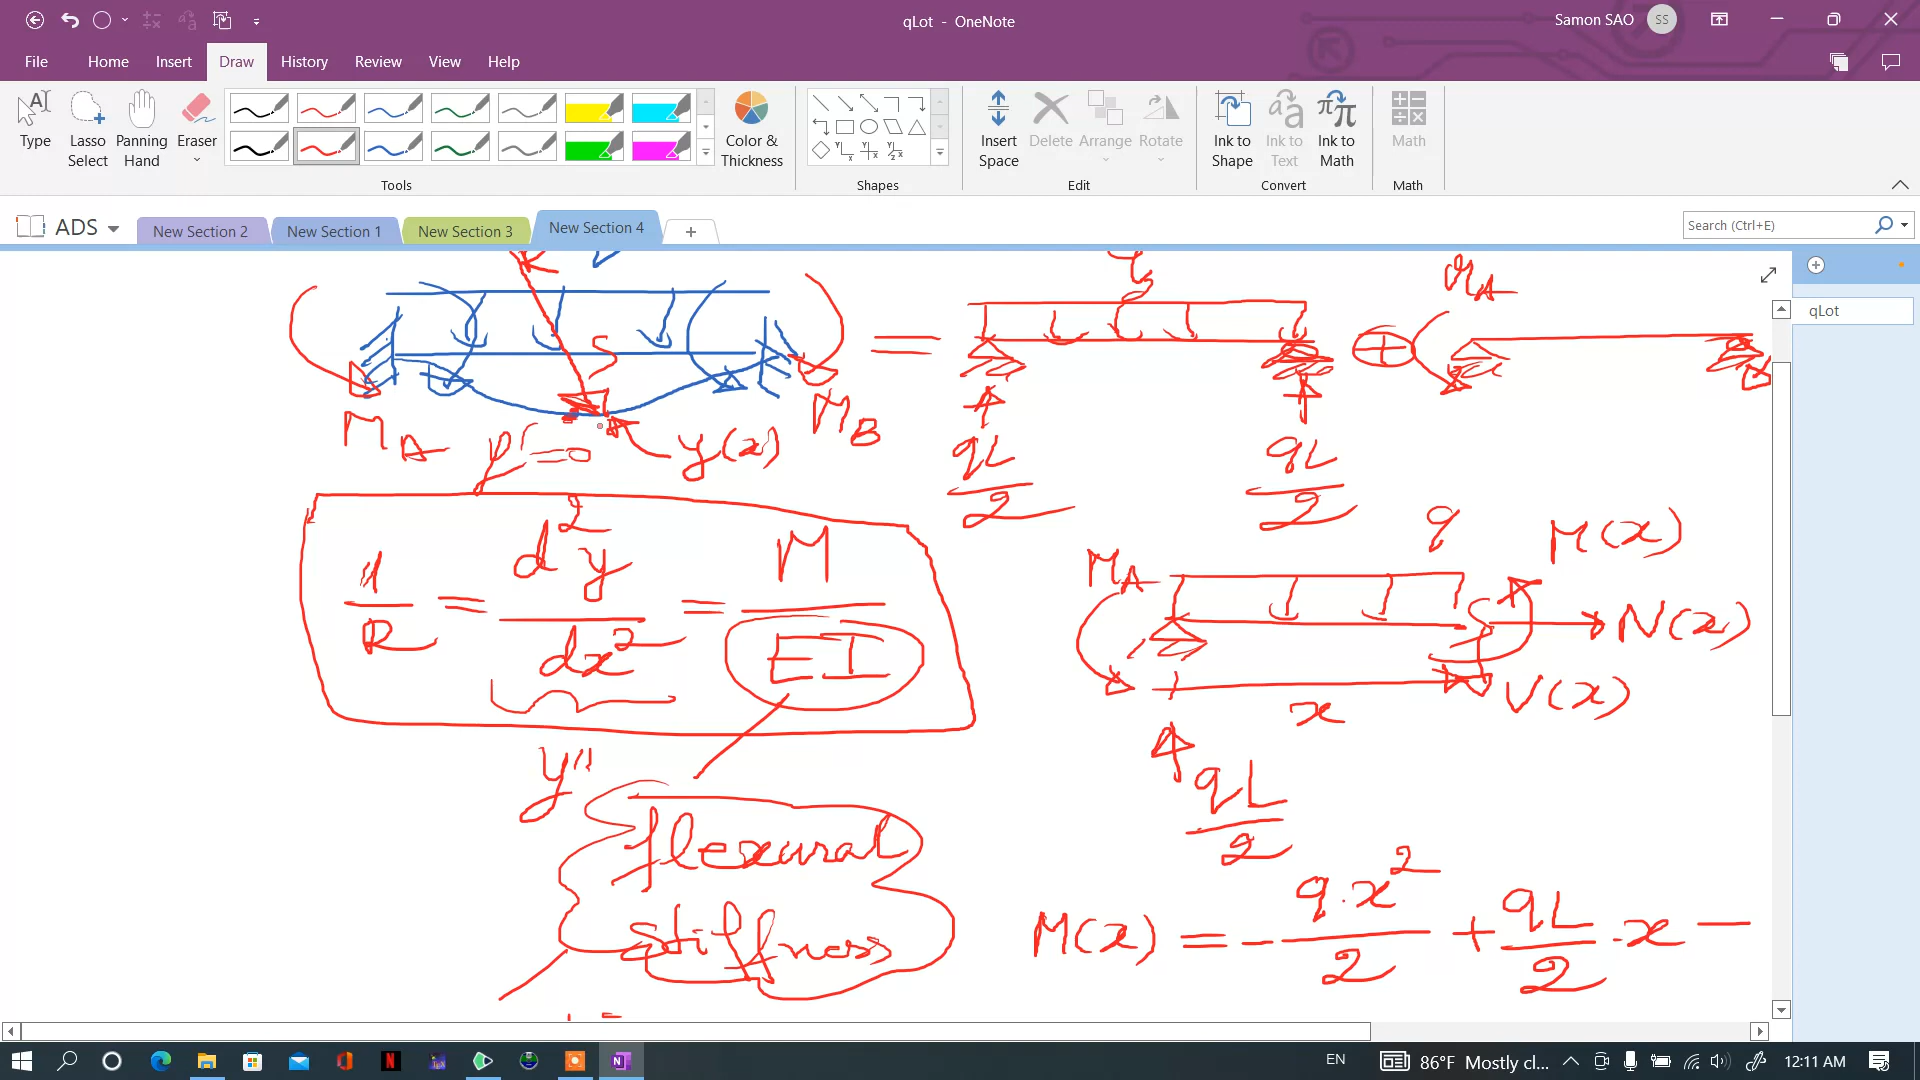 qLot - OneNote
Samon SAO
SS
File Home Insert Draw History Review View Help
Type
Lasso Select
Panning Hand
Eraser
Color & Thickness
Insert Space
Delete
Arrange
Rotate
Ink to Shape
Ink to Text
Ink to Math
Math
Tools Shapes Edit Convert Math
ADS
New Section 2
New Section 1
New Section 3
New Section 4
Search (Ctrl+E)
qLot
S
=
M_A
M_B
y'=0
y(x)
qL/2
qL/2
1/R = d²y/dx² = M/EI
y''
flexural
stiffness
M_A
q
M(x)
N(x)
V(x)
x
qL/2
M(x) = - q·x²/2 + qL/2 · x -
EN
86°F Mostly cl...
12:11 AM